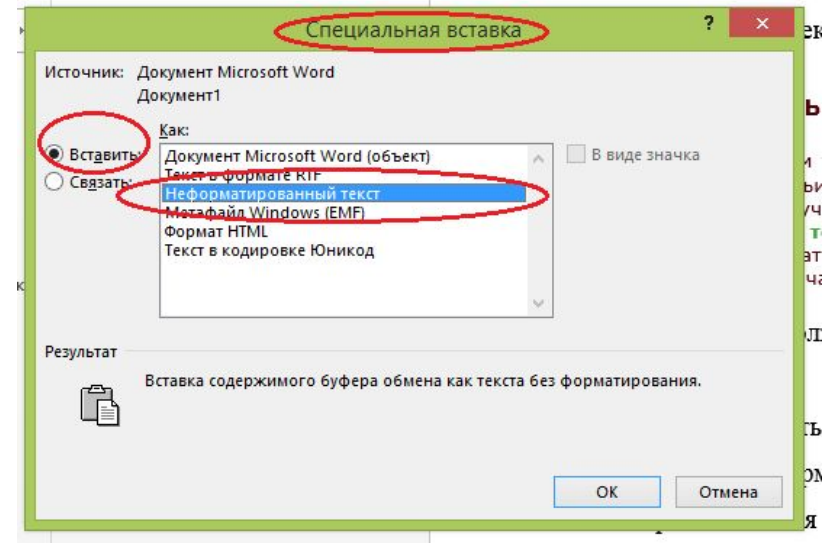 Специальная вставка
Источник: Документ Microsoft Word
Документ1
Как:
Вставить:
Связать:
Документ Microsoft Word (объект)
Текст в формате RTF
Неформатированный текст
Метафайл Windows (EMF)
Формат HTML
Текст в кодировке Юникод
В виде значка
Результат
Вставка содержимого буфера обмена как текста без форматирования.
ОК
Отмена